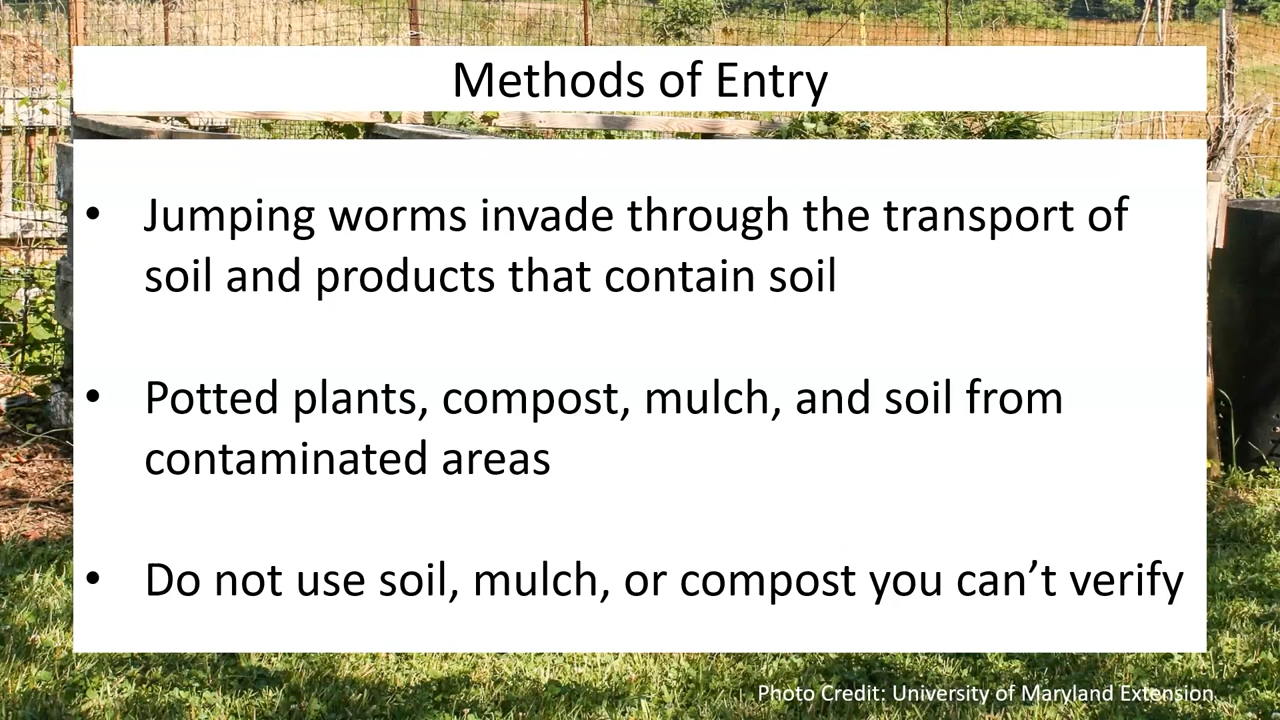 Methods of Entry
• Jumping worms invade through the transport of
soil and products that contain soil
• Potted plants, compost, mulch, and soil from
contaminated areas
• Do not use soil, mulch, or compost you can’t verify
Photo Credit: University of Maryland Extension